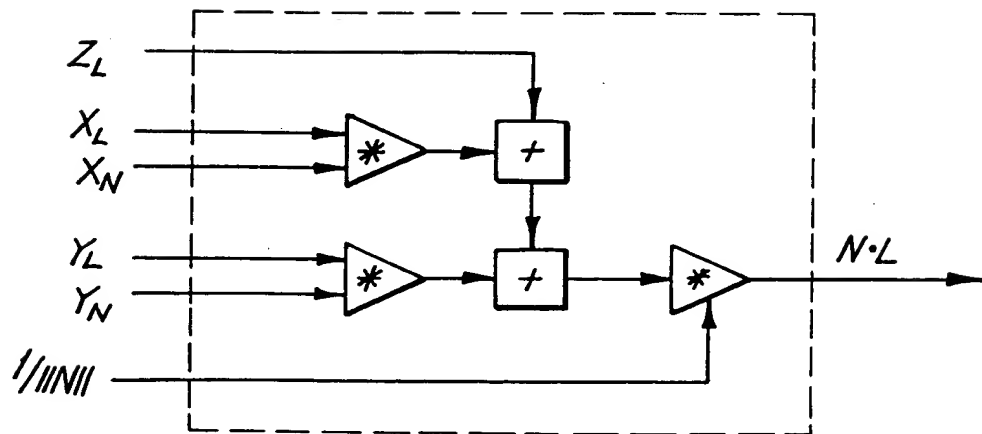 Z_L
X_L
X_N
*
+
Y_L
Y_N
*
+
*
N·L
1/||N||